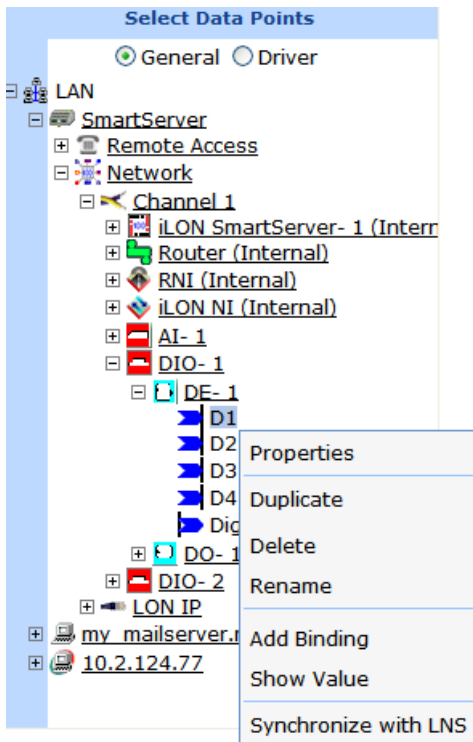 Select Data Points
General Driver
LAN
SmartServer
Remote Access
Network
Channel 1
iLON SmartServer- 1 (Intern
Router (Internal)
RNI (Internal)
iLON NI (Internal)
AI- 1
DIO- 1
DE- 1
D1
D2
D3
D4
Dig
DO- 1
DIO- 2
LON IP
my_mailserver.r
10.2.124.77
Properties
Duplicate
Delete
Rename
Add Binding
Show Value
Synchronize with LNS